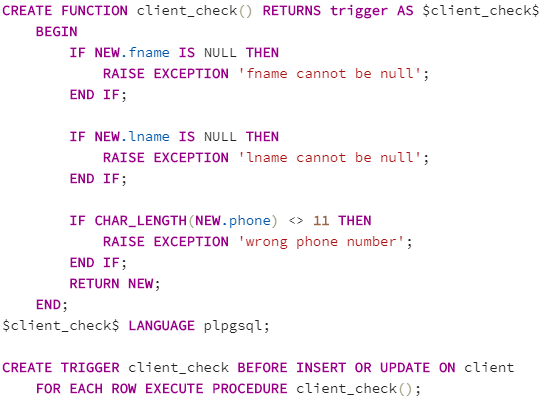 CREATE FUNCTION client_check() RETURNS trigger AS $client_check$
    BEGIN
        IF NEW.fname IS NULL THEN
            RAISE EXCEPTION 'fname cannot be null';
        END IF;

        IF NEW.lname IS NULL THEN
            RAISE EXCEPTION 'lname cannot be null';
        END IF;

        IF CHAR_LENGTH(NEW.phone) <> 11 THEN
            RAISE EXCEPTION 'wrong phone number';
        END IF;
        RETURN NEW;
    END;
$client_check$ LANGUAGE plpgsql;

CREATE TRIGGER client_check BEFORE INSERT OR UPDATE ON client
    FOR EACH ROW EXECUTE PROCEDURE client_check();